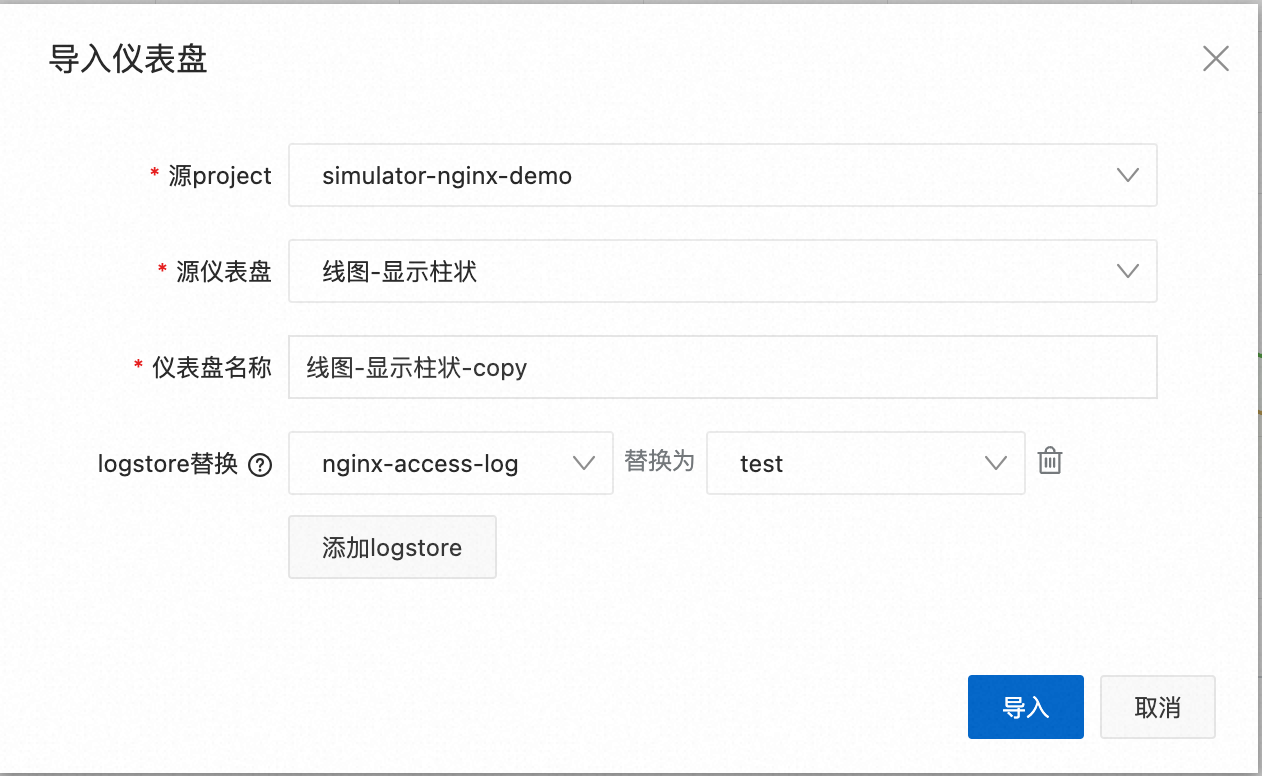 导入仪表盘
* 源project simulator-nginx-demo
* 源仪表盘 线图-显示柱状
* 仪表盘名称 线图-显示柱状-copy
logstore替换 ? nginx-access-log 替换为 test
添加logstore
导入 取消